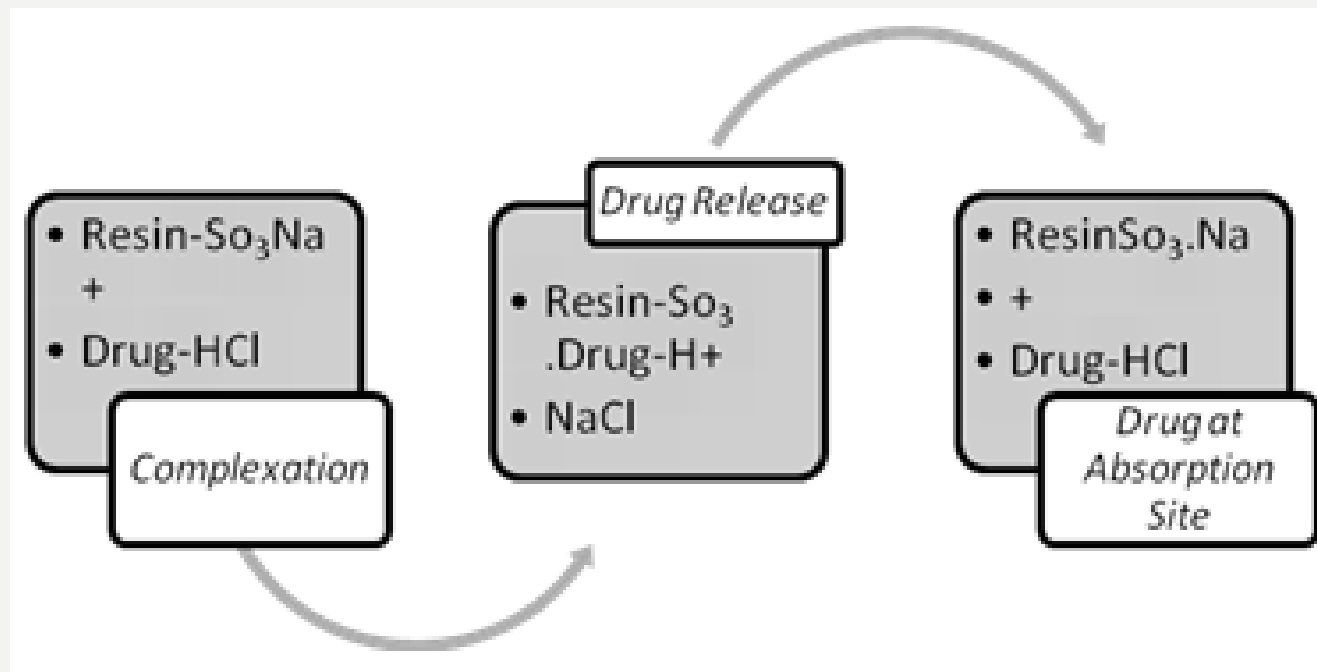 • Resin-So₃Na
+
• Drug-HCl
Complexation
Drug Release
• Resin-So₃
.Drug-H+
• NaCl
• ResinSo₃.Na
• +
• Drug-HCl
Drug at
Absorption
Site